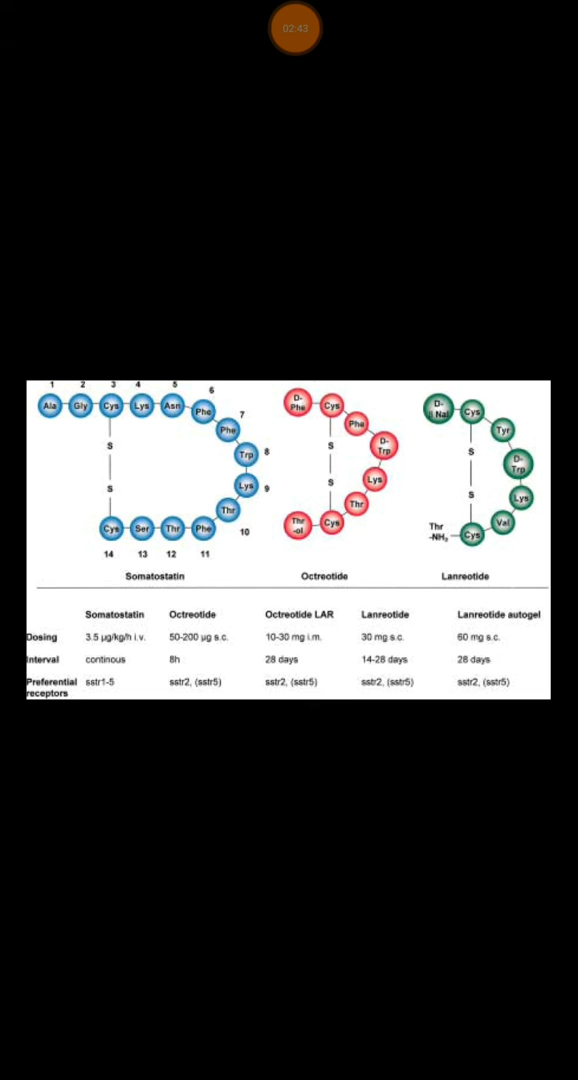 02:43
1 2 3 4 5 6 7 8 9 10 11 12 13 14
Ala Gly Cys Lys Asn Phe Phe Trp Lys Thr Phe Thr Ser Cys
S
S
Somatostatin
D-Phe Cys Phe D-Trp Lys Thr Cys Thr-ol
S
S
Octreotide
D-β Nal Cys Tyr D-Trp Lys Val Cys Thr-NH₂
S
S
Lanreotide
Somatostatin Octreotide Octreotide LAR Lanreotide Lanreotide autogel
Dosing 3.5 µg/kg/h i.v. 50-200 µg s.c. 10-30 mg i.m. 30 mg s.c. 60 mg s.c.
Interval continous 8h 28 days 14-28 days 28 days
Preferential receptors sstr1-5 sstr2, (sstr5) sstr2, (sstr5) sstr2, (sstr5) sstr2, (sstr5)